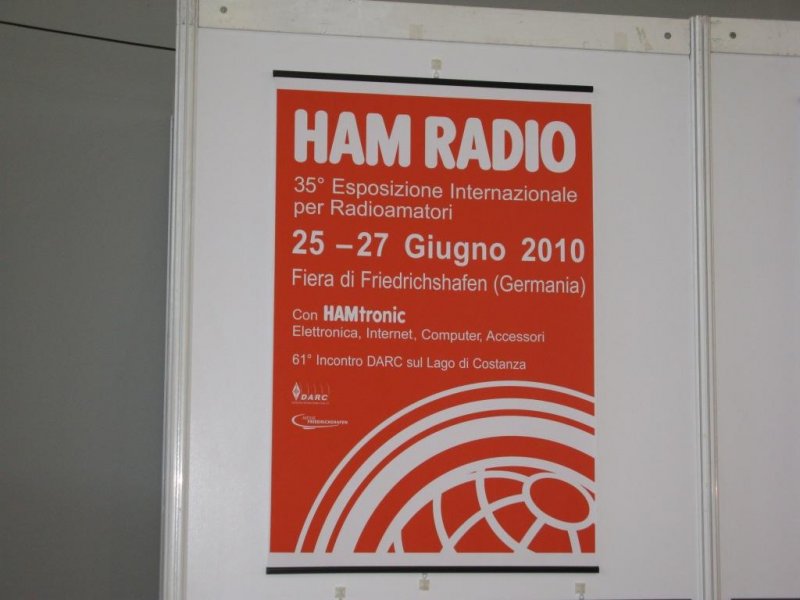 HAM RADIO
35° Esposizione Internazionale
per Radioamatori
25 – 27 Giugno 2010
Fiera di Friedrichshafen (Germania)
Con HAMtronic
Elettronica, Internet, Computer, Accessori
61° Incontro DARC sul Lago di Costanza
DARC
FRIEDRICHSHAFEN